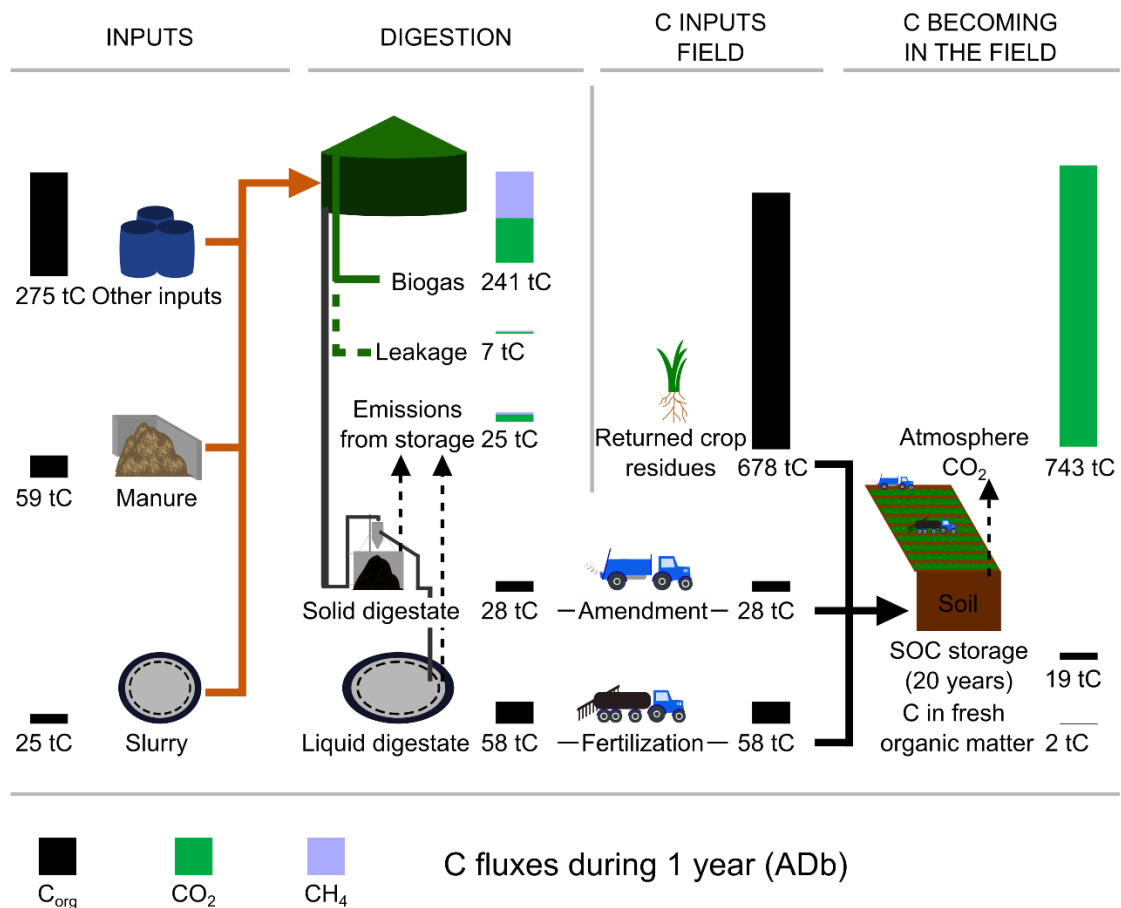 INPUTS
DIGESTION
C INPUTS
FIELD
C BECOMING
IN THE FIELD
275 tC Other inputs
Biogas 241 tC
Leakage 7 tC
Emissions
from storage 25 tC
59 tC Manure
Returned crop
residues 678 tC
Atmosphere
CO₂ 743 tC
Solid digestate 28 tC
Amendment 28 tC
Soil
SOC storage
(20 years) 19 tC
25 tC Slurry
Liquid digestate 58 tC
Fertilization 58 tC
C in fresh
organic matter 2 tC
C fluxes during 1 year (ADb)
Corg CO₂ CH₄